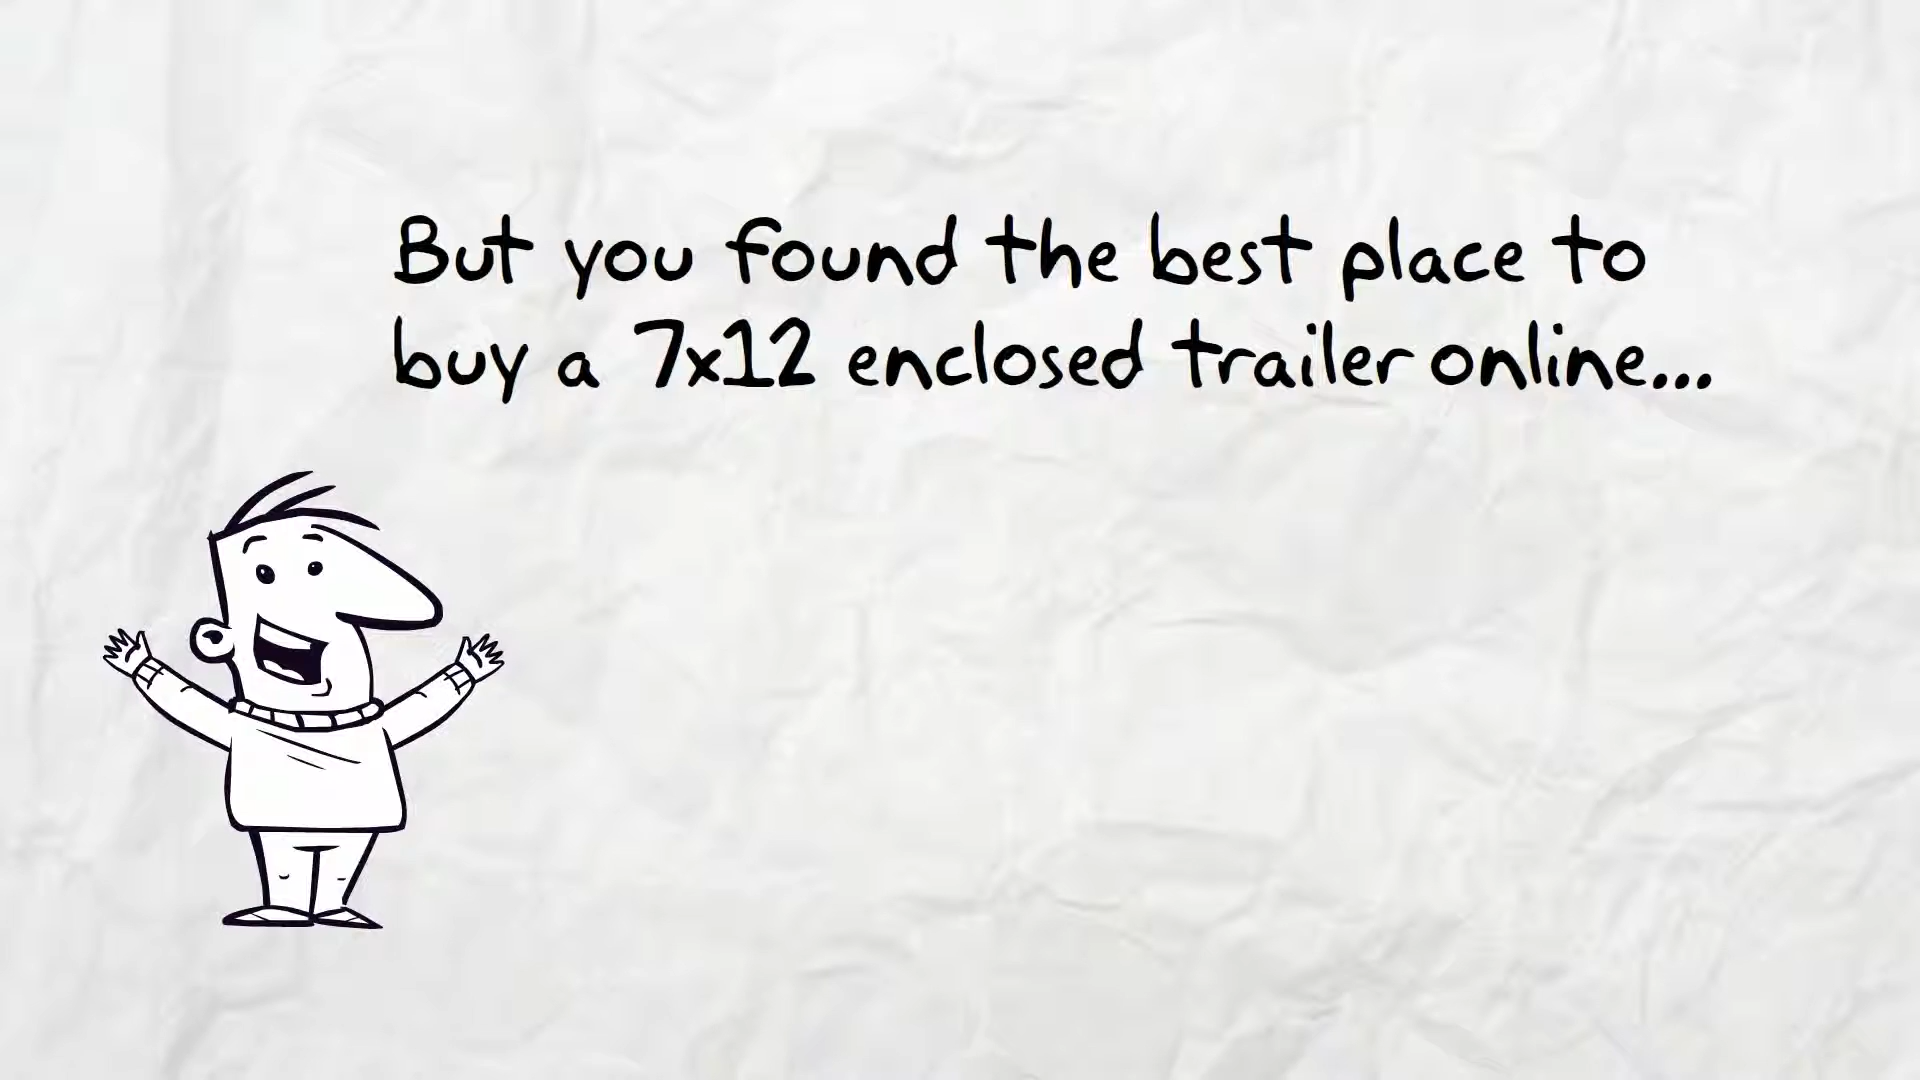 But you found the best place to
buy a 7x12 enclosed trailer online...